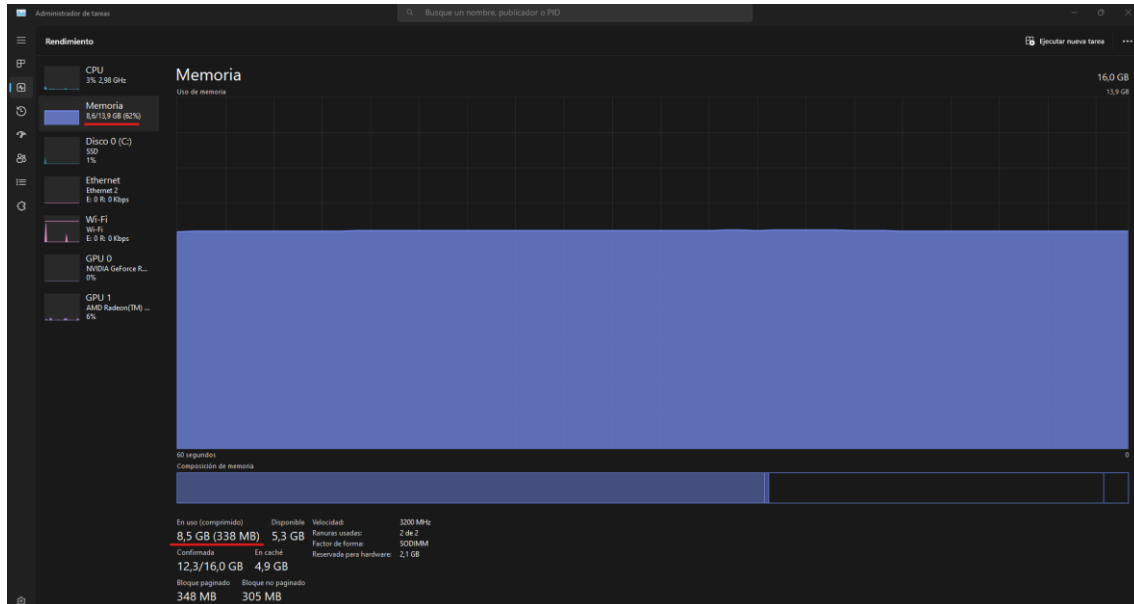 Administrador de tareas
Busque un nombre, publicador o PID
Rendimiento
Ejecutar nueva tarea
CPU
3% 2,98 GHz
Memoria
8,6/13,9 GB (62%)
Disco 0 (C:)
SSD
1%
Ethernet
Ethernet 2
E: 0 R: 0 Kbps
Wi-Fi
Wi-Fi
E: 0 R: 0 Kbps
GPU 0
NVIDIA GeForce R...
0%
GPU 1
AMD Radeon(TM) ...
6%
Memoria
16,0 GB
Uso de memoria
13,9 GB
60 segundos
0
Composición de memoria
En uso (comprimido)
8,5 GB (338 MB)
Disponible
5,3 GB
Confirmada
12,3/16,0 GB
En caché
4,9 GB
Bloque paginado
348 MB
Bloque no paginado
305 MB
Velocidad: 3200 MHz
Ranuras usadas: 2 de 2
Factor de forma: SODIMM
Reservada para hardware: 2,1 GB